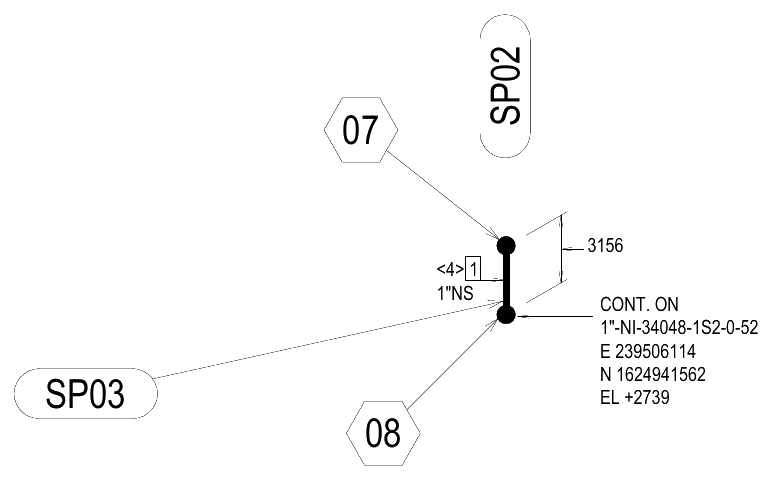 SP02
07
3156
<4> 1
1"NS
CONT. ON
1"-NI-34048-1S2-0-52
E 239506114
N 1624941562
EL +2739
SP03
08